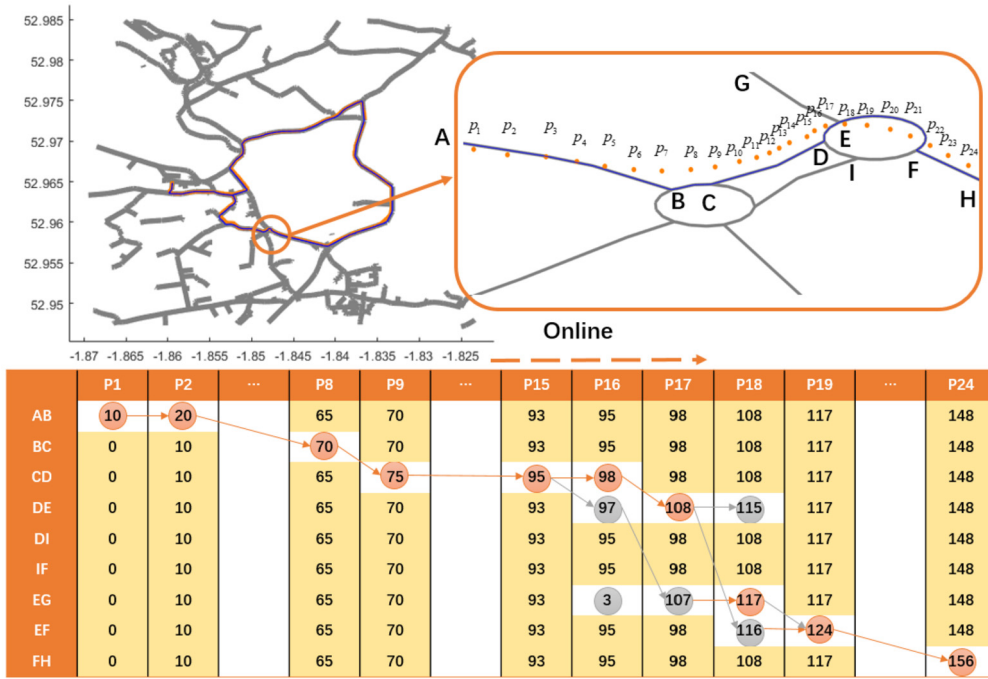 52.985
52.98
52.975
52.97
52.965
52.96
52.955
52.95
-1.87 -1.865 -1.86 -1.855 -1.85 -1.845 -1.84 -1.835 -1.83 -1.825
G
A
p1 p2 p3 p4 p5 p6 p7 p8 p9 p10 p11 p12 p13 p14 p15 p16 p17 p18 p19 p20 p21 p22 p23 p24
E
D
I
F
B C
H
Online
P1 P2 ... P8 P9 ... P15 P16 P17 P18 P19 ... P24
AB 10 20 65 70 93 95 98 108 117 148
BC 0 10 70 70 93 95 98 108 117 148
CD 0 10 65 75 95 98 98 108 117 148
DE 0 10 65 70 93 97 108 115 117 148
DI 0 10 65 70 93 95 98 108 117 148
IF 0 10 65 70 93 95 98 108 117 148
EG 0 10 65 70 93 3 107 117 117 148
EF 0 10 65 70 93 95 98 116 124 148
FH 0 10 65 70 93 95 98 108 117 156